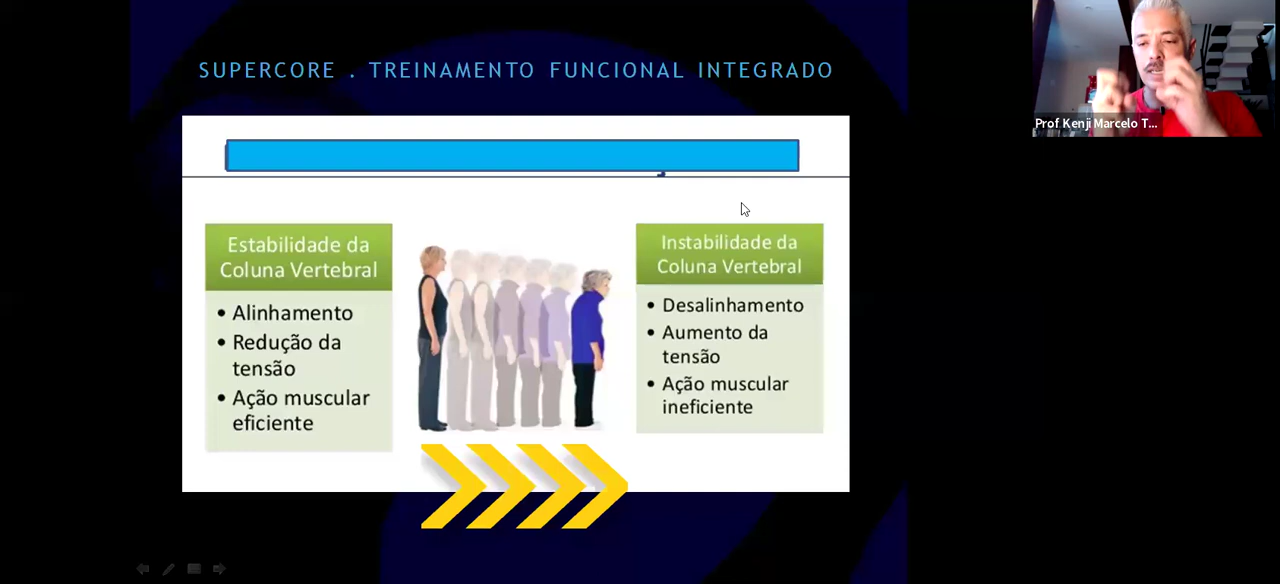 SUPERCORE . TREINAMENTO FUNCIONAL INTEGRADO
Prof Kenji Marcelo T...
Estabilidade da
Coluna Vertebral
• Alinhamento
• Redução da
tensão
• Ação muscular
eficiente
Instabilidade da
Coluna Vertebral
• Desalinhamento
• Aumento da
tensão
• Ação muscular
ineficiente